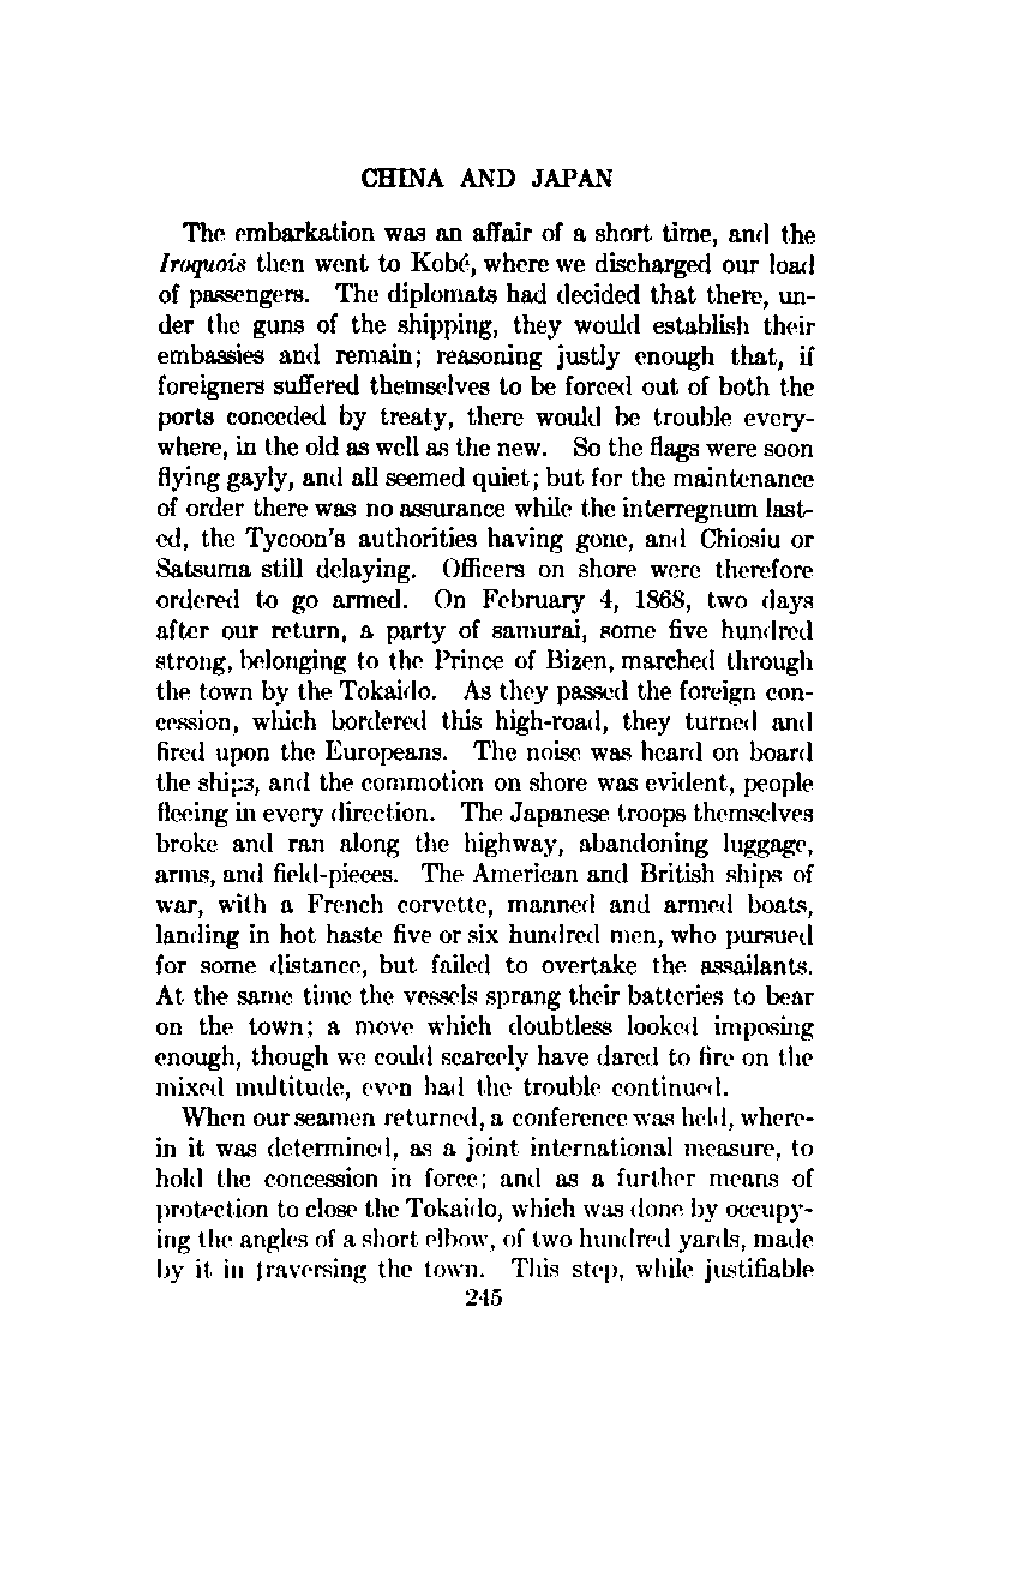 CHINA AND JAPAN
The embarkation was an affair of a short time, and the
Iroquois then went to Kobé, where we discharged our load
of passengers. The diplomats had decided that there, un-
der the guns of the shipping, they would establish their
embassies and remain; reasoning justly enough that, if
foreigners suffered themselves to be forced out of both the
ports conceded by treaty, there would be trouble every-
where, in the old as well as the new. So the flags were soon
flying gayly, and all seemed quiet; but for the maintenance
of order there was no assurance while the interregnum last-
ed, the Tycoon's authorities having gone, and Chiosiu or
Satsuma still delaying. Officers on shore were therefore
ordered to go armed. On February 4, 1868, two days
after our return, a party of samurai, some five hundred
strong, belonging to the Prince of Bizen, marched through
the town by the Tokaido. As they passed the foreign con-
cession, which bordered this high-road, they turned and
fired upon the Europeans. The noise was heard on board
the ships, and the commotion on shore was evident, people
fleeing in every direction. The Japanese troops themselves
broke and ran along the highway, abandoning luggage,
arms, and field-pieces. The American and British ships of
war, with a French corvette, manned and armed boats,
landing in hot haste five or six hundred men, who pursued
for some distance, but failed to overtake the assailants.
At the same time the vessels sprang their batteries to bear
on the town; a move which doubtless looked imposing
enough, though we could scarcely have dared to fire on the
mixed multitude, even had the trouble continued.
When our seamen returned, a conference was held, where-
in it was determined, as a joint international measure, to
hold the concession in force; and as a further means of
protection to close the Tokaido, which was done by occupy-
ing the angles of a short elbow, of two hundred yards, made
by it in traversing the town. This step, while justifiable
245